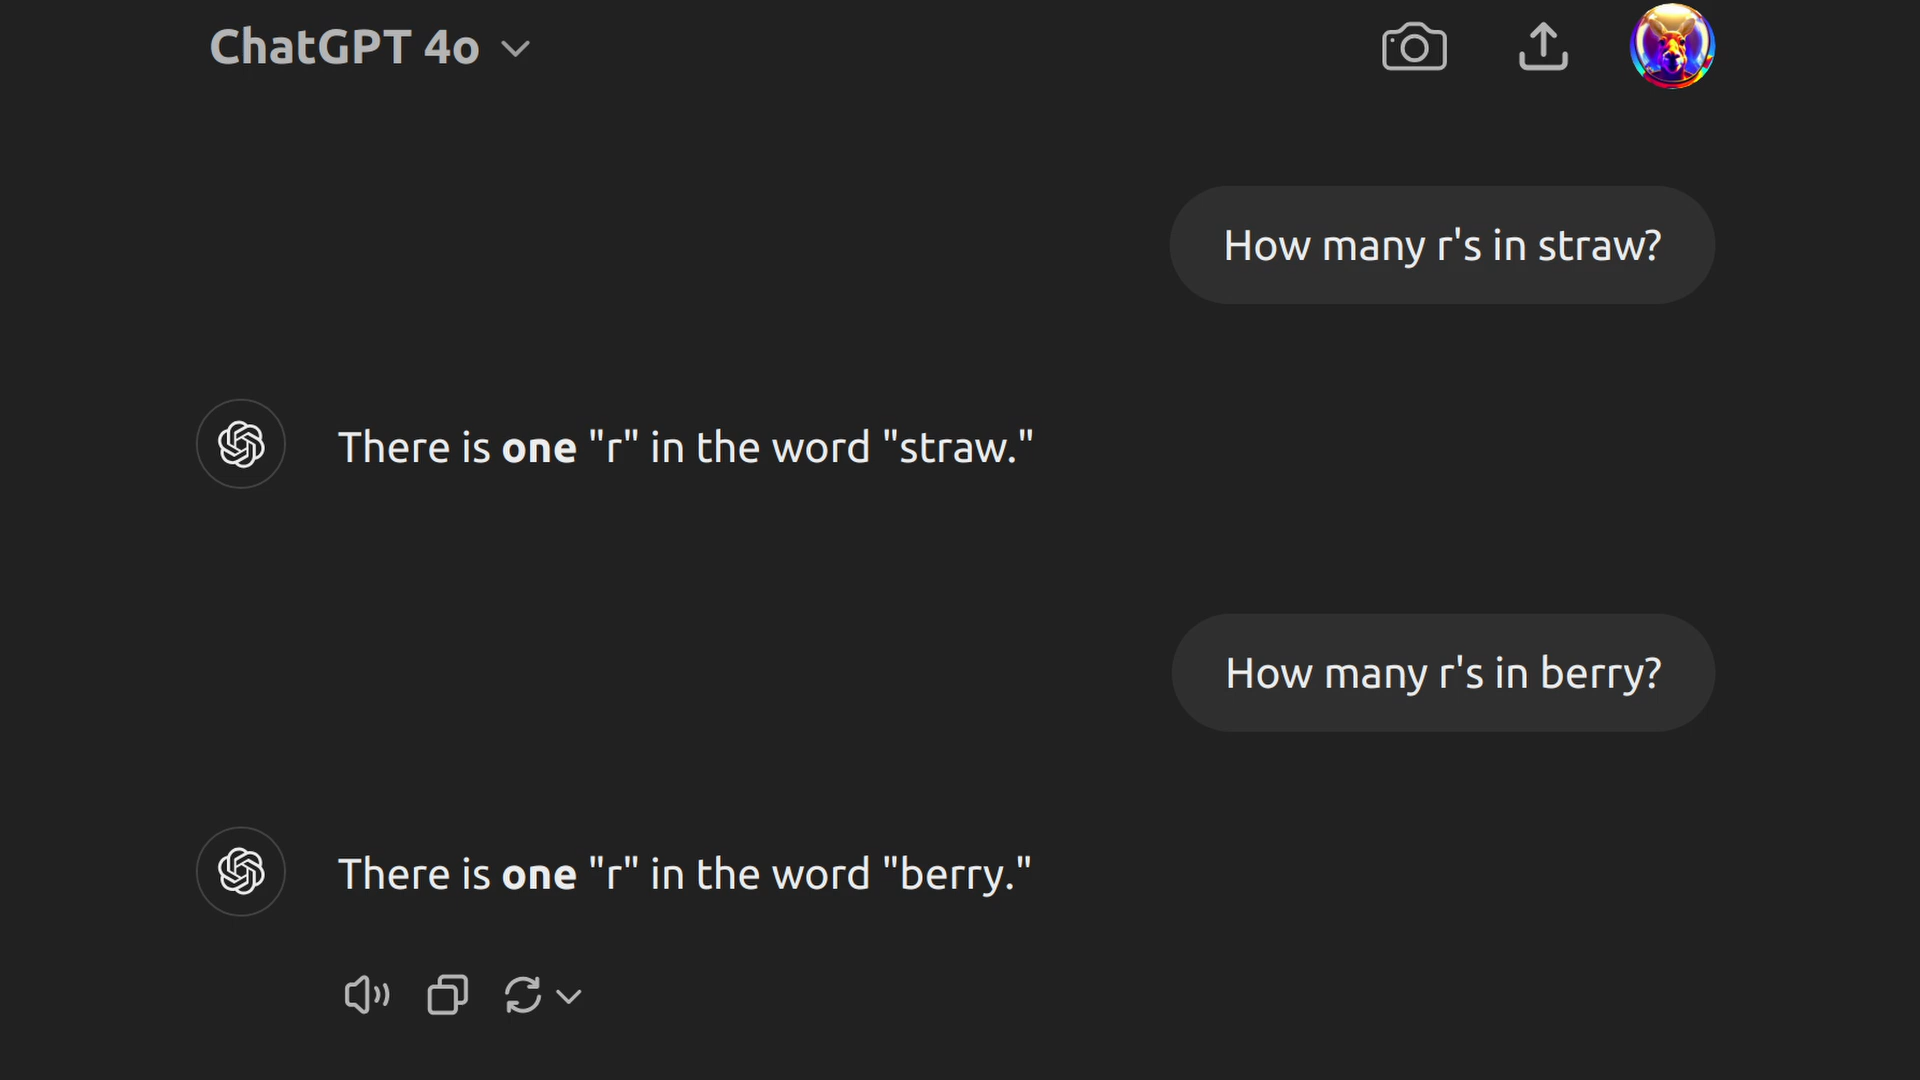 ChatGPT 4o
How many r's in straw?
There is one "r" in the word "straw."
How many r's in berry?
There is one "r" in the word "berry."